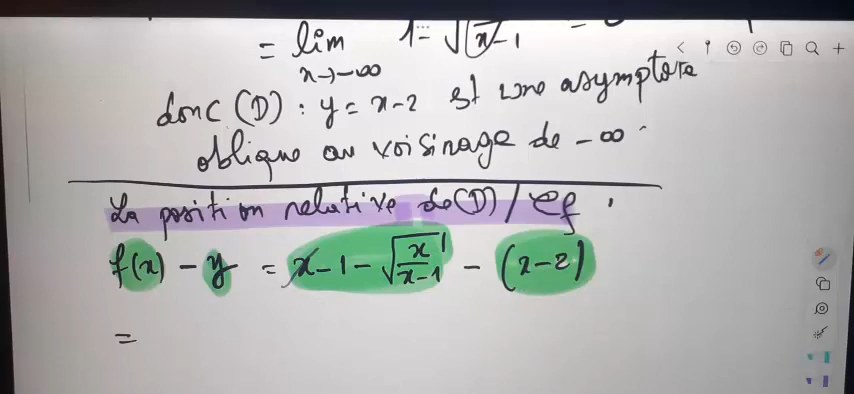 = lim 1 - √(x/x-1) =
x→-∞
donc (D) : y = x-2 est une asymptote
oblique au voisinage de -∞.
La position relative de (D) / Cf .
f(x) - y = x-1-√(x/x-1) - (x-2)
=